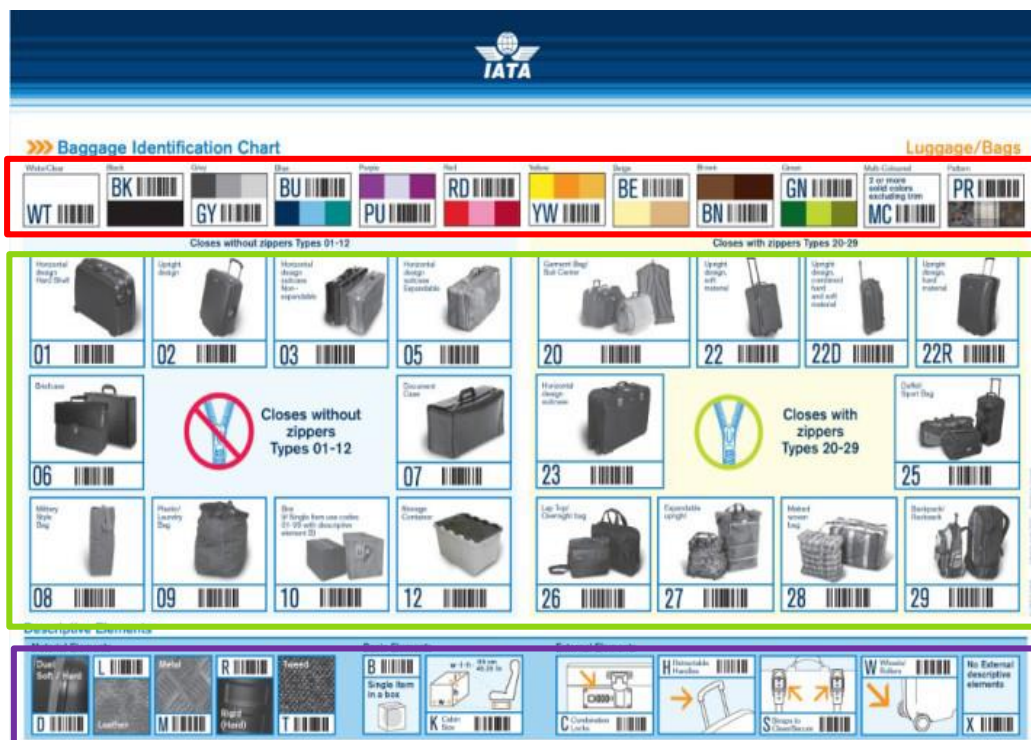 IATA
>>> Baggage Identification Chart
Luggage/Bags
White/Clear
WT
Black
BK
Grey
GY
Blue
BU
Purple
PU
Red
RD
Yellow
YW
Beige
BE
Brown
BN
Green
GN
Multi-Coloured
2 or more
solid colors
excluding trim
MC
Pattern
PR
Closes without zippers Types 01-12
Closes with zippers Types 20-29
Horizontal
design
Hard Shell
01
Upright
design
02
Horizontal
design
suitcase
Non-
expandable
03
Horizontal
design
suitcase
Expandable
05
Garment Bag/
Suit Carrier
20
Upright
design,
soft
material
22
Upright
design,
combined
hard
and soft
material
22D
Upright
design,
hard
material
22R
Briefcase
06
Closes without
zippers
Types 01-12
Document
Case
07
Horizontal
design
suitcase
23
Closes with
zippers
Types 20-29
Duffel/
Sport Bag
25
Military
Style
Bag
08
Plastic/
Laundry
Bag
09
Box
10
Storage
Container
12
Lap Top/
Overnight bag
26
Expandable
upright
27
Matted
woven
bag
28
Backpack/
Rucksack
29
Descriptive Elements
Dual
Soft / Hard
D
L
Leather
Metal
M
R
Rigid
(Hard)
Tweed
T
B
Single item
in a box
K Cabin
Size
C Combination
Locks
H Retractable
Handles
S Straps to
Close/Secure
W Wheels/
Rollers
No External
descriptive
elements
X